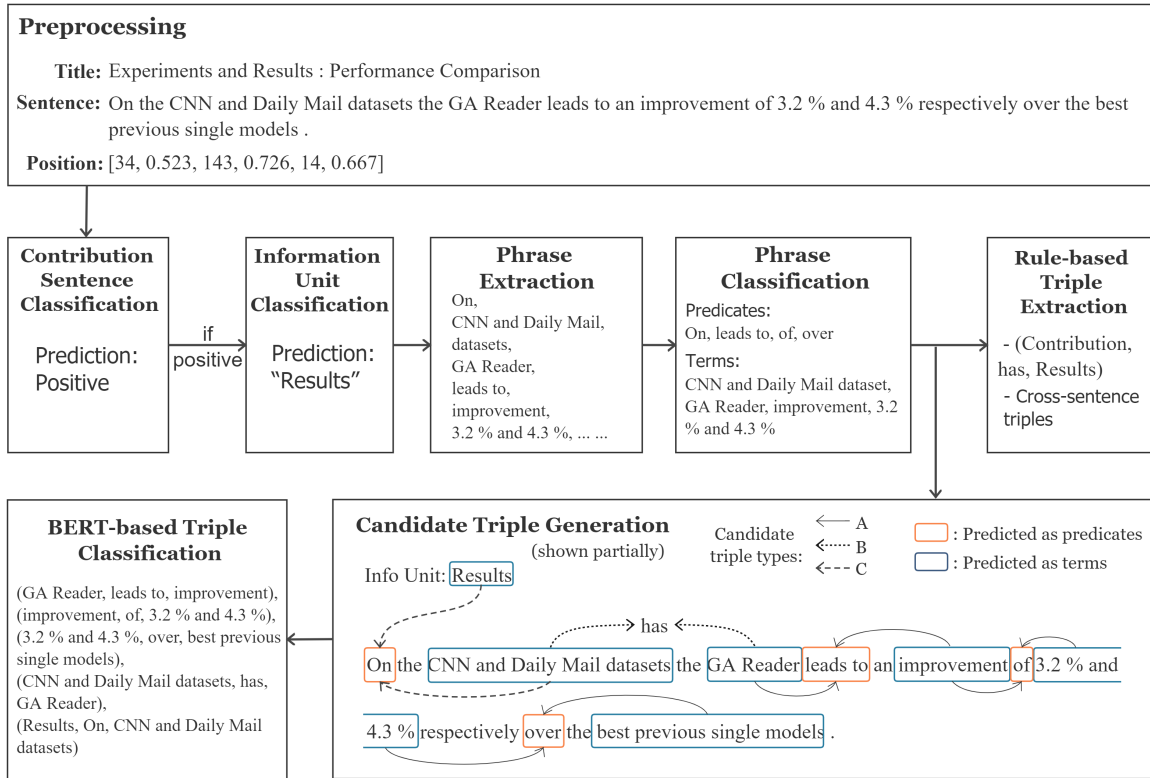 Preprocessing
Title: Experiments and Results : Performance Comparison
Sentence: On the CNN and Daily Mail datasets the GA Reader leads to an improvement of 3.2 % and 4.3 % respectively over the best
previous single models .
Position: [34, 0.523, 143, 0.726, 14, 0.667]
Contribution
Sentence
Classification
Prediction:
Positive
if
positive
Information
Unit
Classification
Prediction:
“Results”
Phrase
Extraction
On,
CNN and Daily Mail,
datasets,
GA Reader,
leads to,
improvement,
3.2 % and 4.3 %, ... ...
Phrase
Classification
Predicates:
On, leads to, of, over
Terms:
CNN and Daily Mail dataset,
GA Reader, improvement, 3.2
% and 4.3 %
Rule-based
Triple
Extraction
- (Contribution,
has, Results)
- Cross-sentence
triples
BERT-based Triple
Classification
(GA Reader, leads to, improvement),
(improvement, of, 3.2 % and 4.3 %),
(3.2 % and 4.3 %, over, best previous
single models),
(CNN and Daily Mail datasets, has,
GA Reader),
(Results, On, CNN and Daily Mail
datasets)
Candidate Triple Generation
(shown partially)
Candidate
triple types:
A
B
C
: Predicted as predicates
: Predicted as terms
Info Unit: Results
has
On the CNN and Daily Mail datasets the GA Reader leads to an improvement of 3.2 % and
4.3 % respectively over the best previous single models .